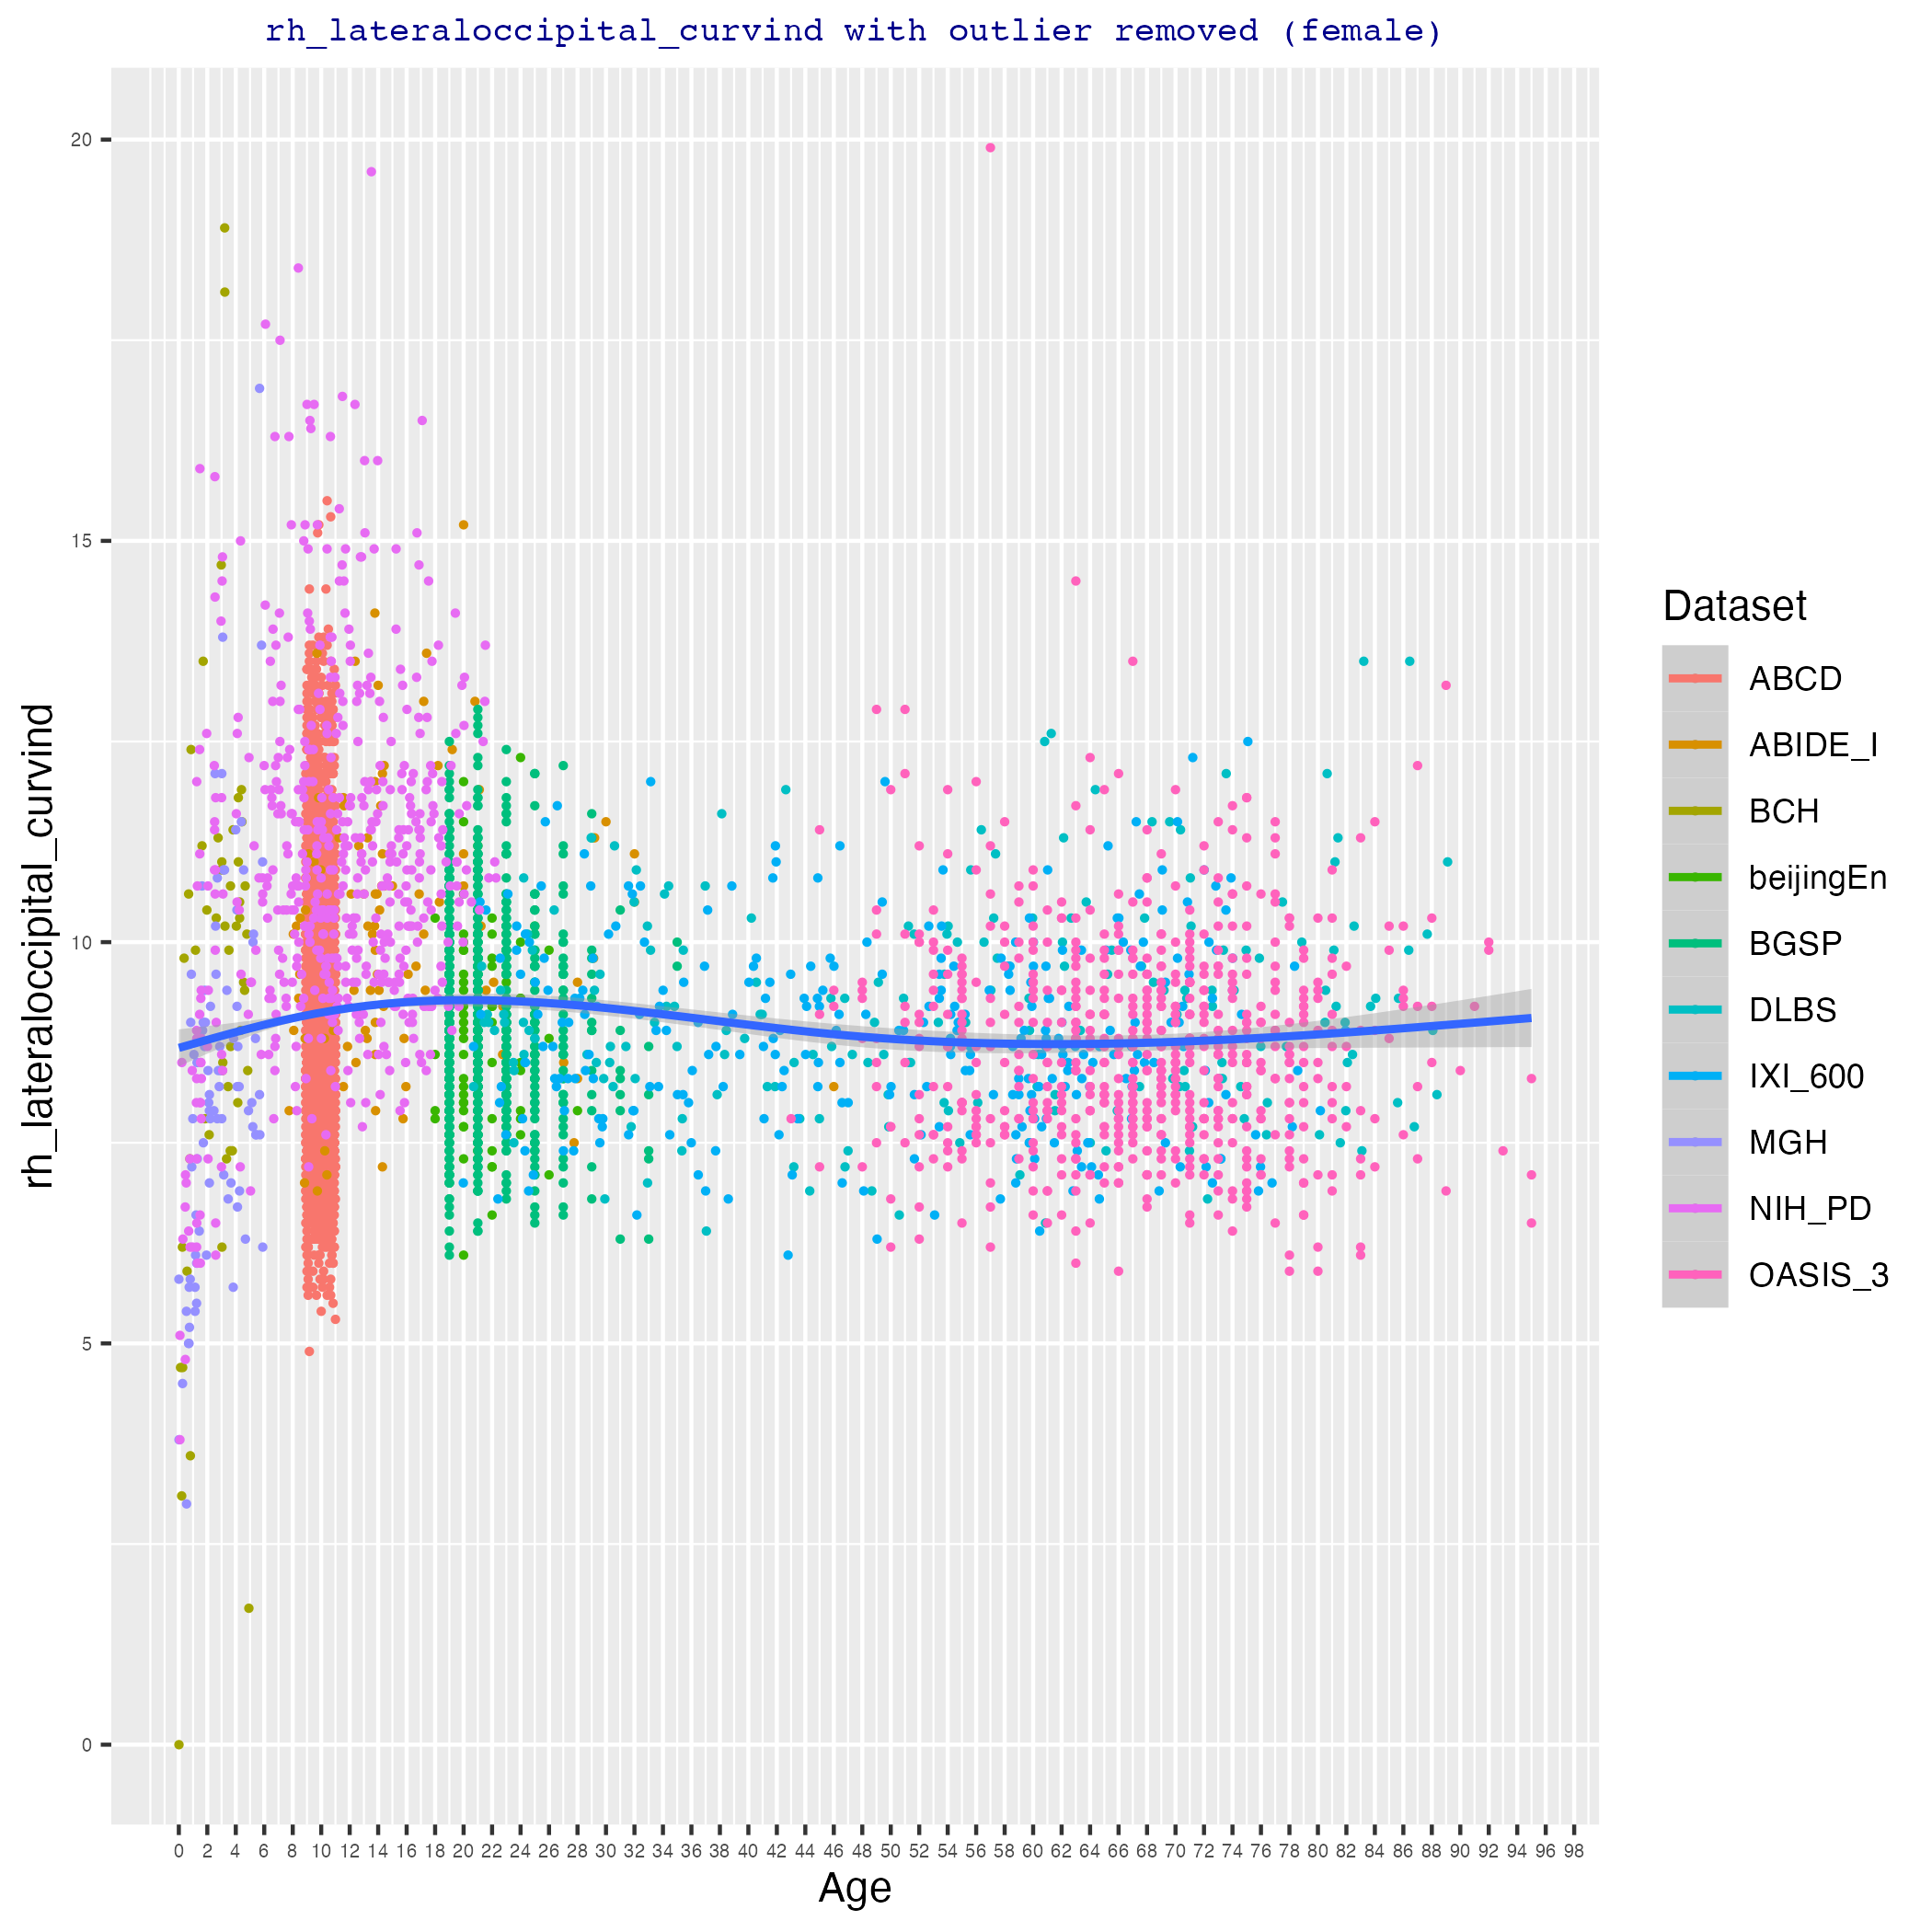 rh_lateraloccipital_curvind with outlier removed (female)
rh_lateraloccipital_curvind
20
15
10
5
0
0 2 4 6 8 10 12 14 16 18 20 22 24 26 28 30 32 34 36 38 40 42 44 46 48 50 52 54 56 58 60 62 64 66 68 70 72 74 76 78 80 82 84 86 88 90 92 94 96 98
Age
Dataset
ABCD
ABIDE_I
BCH
beijingEn
BGSP
DLBS
IXI_600
MGH
NIH_PD
OASIS_3